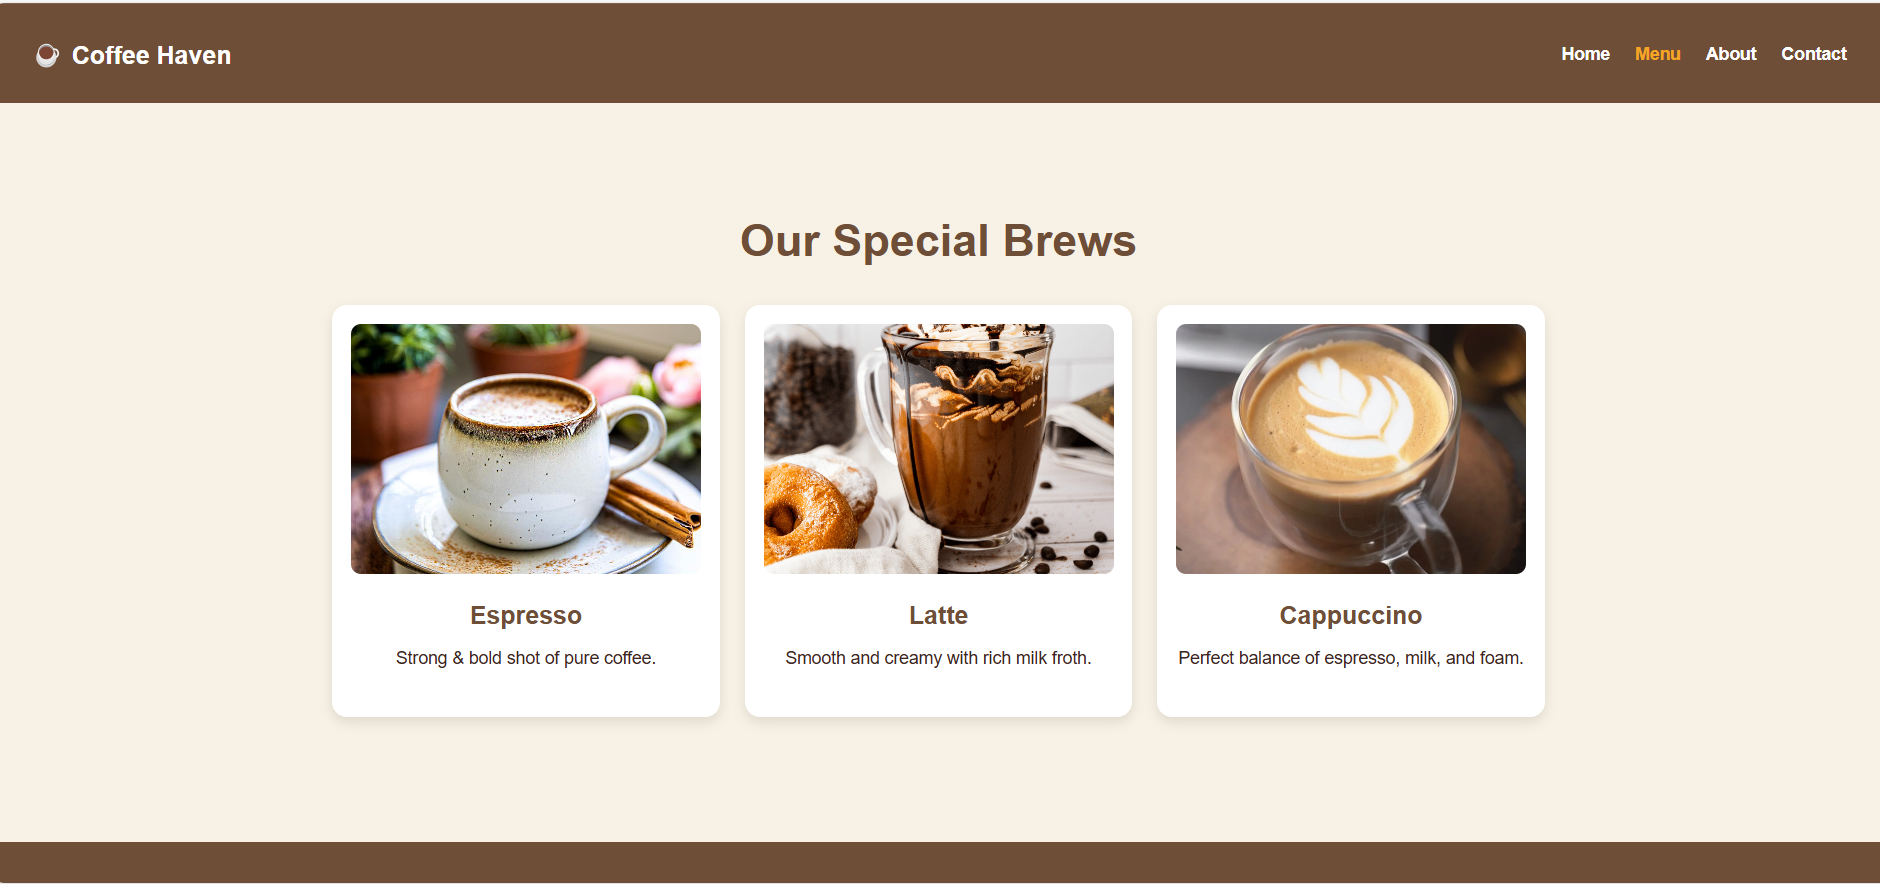 Coffee Haven
Home Menu About Contact
Our Special Brews
Espresso
Strong & bold shot of pure coffee.
Latte
Smooth and creamy with rich milk froth.
Cappuccino
Perfect balance of espresso, milk, and foam.